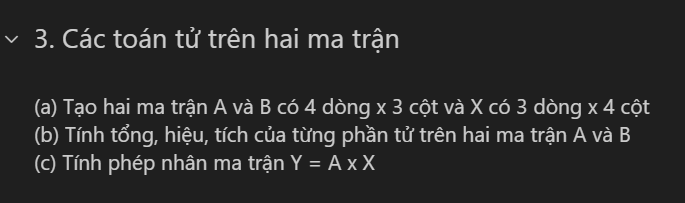 3. Các toán tử trên hai ma trận
(a) Tạo hai ma trận A và B có 4 dòng x 3 cột và X có 3 dòng x 4 cột
(b) Tính tổng, hiệu, tích của từng phần tử trên hai ma trận A và B
(c) Tính phép nhân ma trận Y = A x X